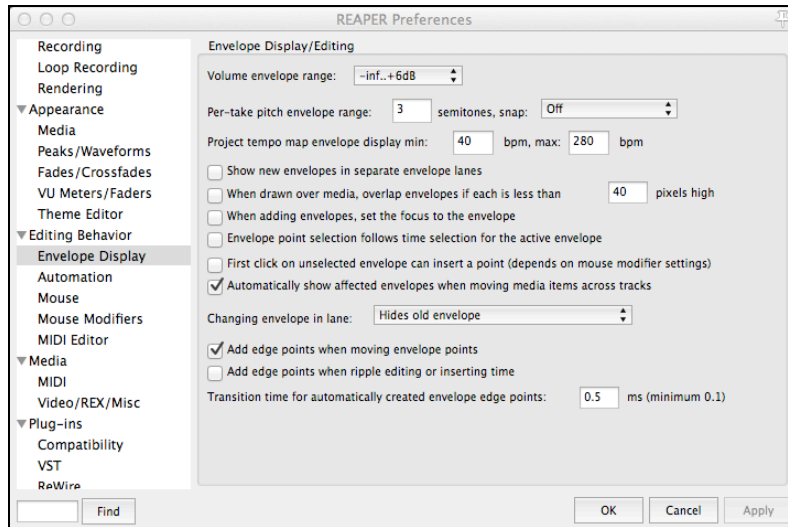 REAPER Preferences
Recording
Loop Recording
Rendering
Appearance
Media
Peaks/Waveforms
Fades/Crossfades
VU Meters/Faders
Theme Editor
Editing Behavior
Envelope Display
Automation
Mouse
Mouse Modifiers
MIDI Editor
Media
MIDI
Video/REX/Misc
Plug-ins
Compatibility
VST
ReWire
Find
Envelope Display/Editing
Volume envelope range: -inf..+6dB
Per-take pitch envelope range: 3 semitones, snap: Off
Project tempo map envelope display min: 40 bpm, max: 280 bpm
Show new envelopes in separate envelope lanes
When drawn over media, overlap envelopes if each is less than 40 pixels high
When adding envelopes, set the focus to the envelope
Envelope point selection follows time selection for the active envelope
First click on unselected envelope can insert a point (depends on mouse modifier settings)
Automatically show affected envelopes when moving media items across tracks
Changing envelope in lane: Hides old envelope
Add edge points when moving envelope points
Add edge points when ripple editing or inserting time
Transition time for automatically created envelope edge points: 0.5 ms (minimum 0.1)
OK Cancel Apply